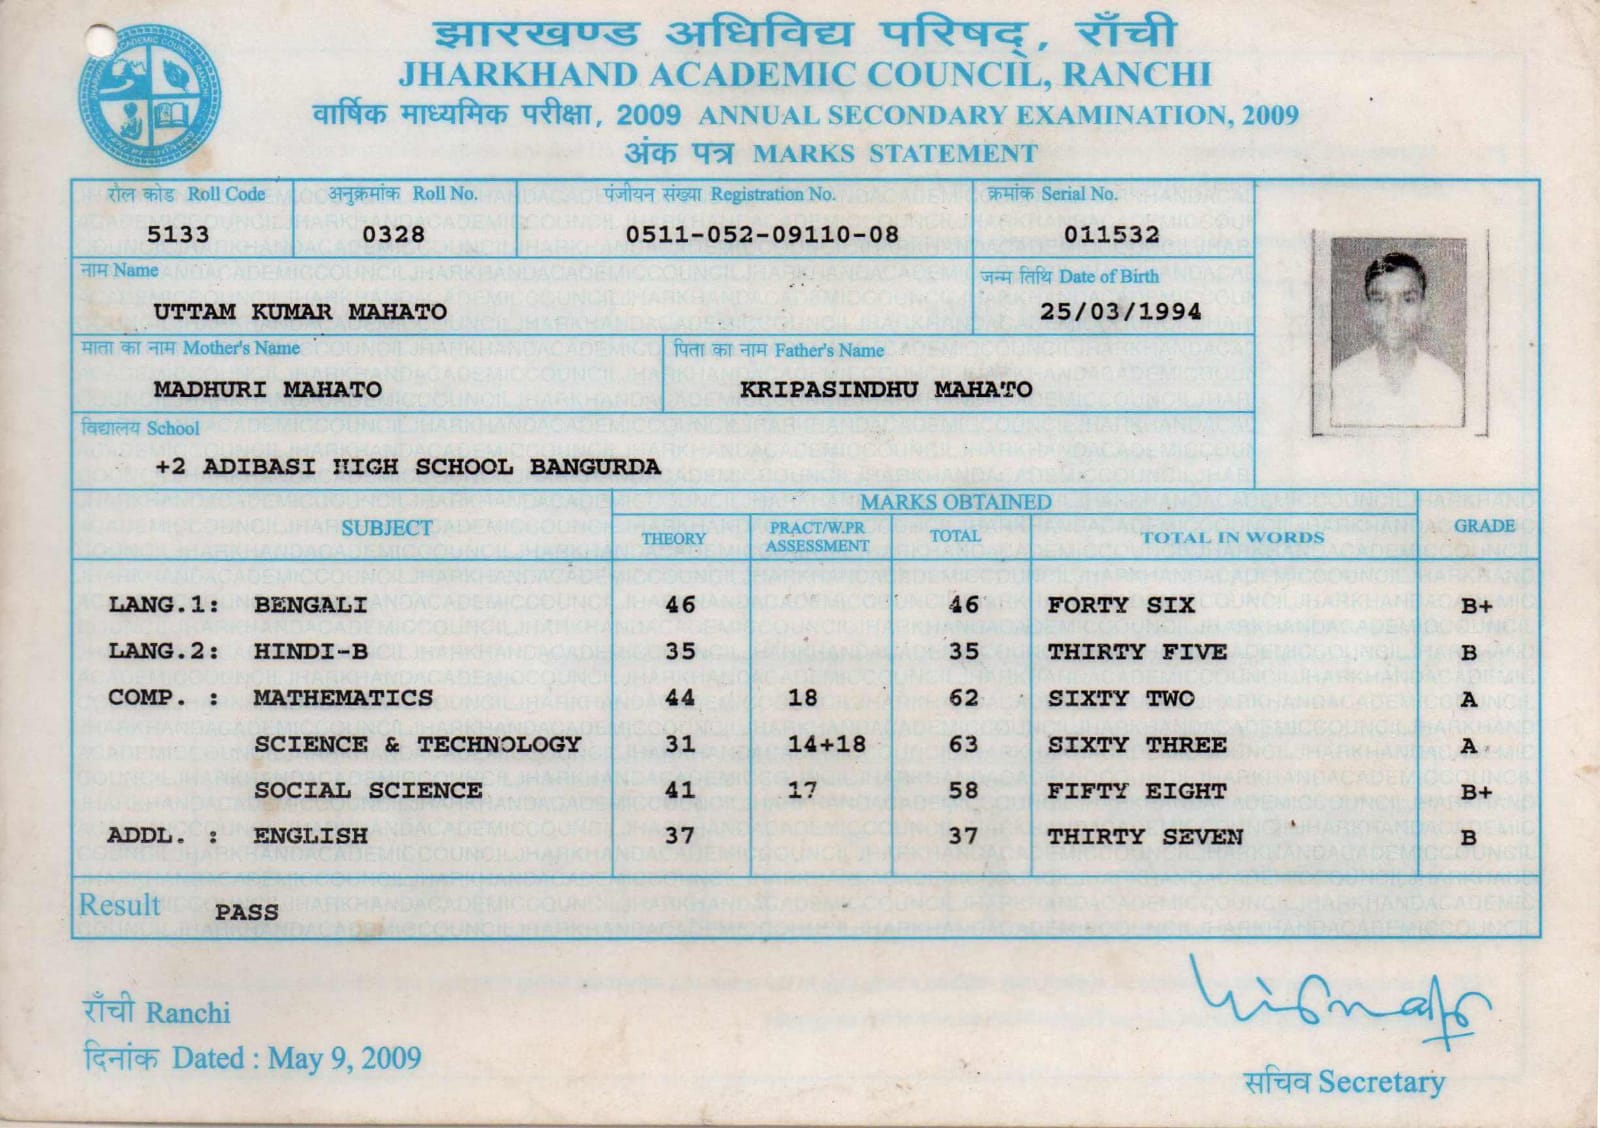 झारखण्ड अधिविद्य परिषद्, राँची
JHARKHAND ACADEMIC COUNCIL, RANCHI
वार्षिक माध्यमिक परीक्षा, 2009 ANNUAL SECONDARY EXAMINATION, 2009
अंक पत्र MARKS STATEMENT
रौल कोड Roll Code अनुक्रमांक Roll No. पंजीयन संख्या Registration No. क्रमांक Serial No.
5133 0328 0511-052-09110-08 011532
नाम Name जन्म तिथि Date of Birth
UTTAM KUMAR MAHATO 25/03/1994
माता का नाम Mother's Name पिता का नाम Father's Name
MADHURI MAHATO KRIPASINDHU MAHATO
विद्यालय School
+2 ADIBASI HIGH SCHOOL BANGURDA
MARKS OBTAINED
SUBJECT THEORY PRACT/W.PR ASSESSMENT TOTAL TOTAL IN WORDS GRADE
LANG.1: BENGALI 46 46 FORTY SIX B+
LANG.2: HINDI-B 35 35 THIRTY FIVE B
COMP. : MATHEMATICS 44 18 62 SIXTY TWO A
SCIENCE & TECHNOLOGY 31 14+18 63 SIXTY THREE A
SOCIAL SCIENCE 41 17 58 FIFTY EIGHT B+
ADDL. : ENGLISH 37 37 THIRTY SEVEN B
Result PASS
राँची Ranchi
दिनांक Dated : May 9, 2009
सचिव Secretary